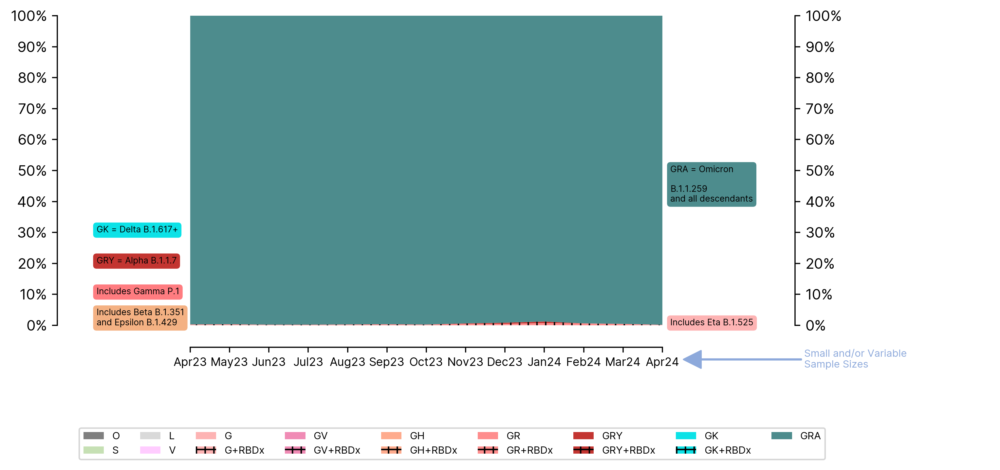 100%
90%
80%
70%
60%
50%
40%
30%
20%
10%
0%
GK = Delta B.1.617+
GRY = Alpha B.1.1.7
Includes Gamma P.1
Includes Beta B.1.351
and Epsilon B.1.429
GRA = Omicron
B.1.1.259
and all descendants
Includes Eta B.1.525
100%
90%
80%
70%
60%
50%
40%
30%
20%
10%
0%
Apr23 May23 Jun23 Jul23 Aug23 Sep23 Oct23 Nov23 Dec23 Jan24 Feb24 Mar24 Apr24
Small and/or Variable
Sample Sizes
O L G GV GH GR GRY GK GRA
S V G+RBDx GV+RBDx GH+RBDx GR+RBDx GRY+RBDx GK+RBDx